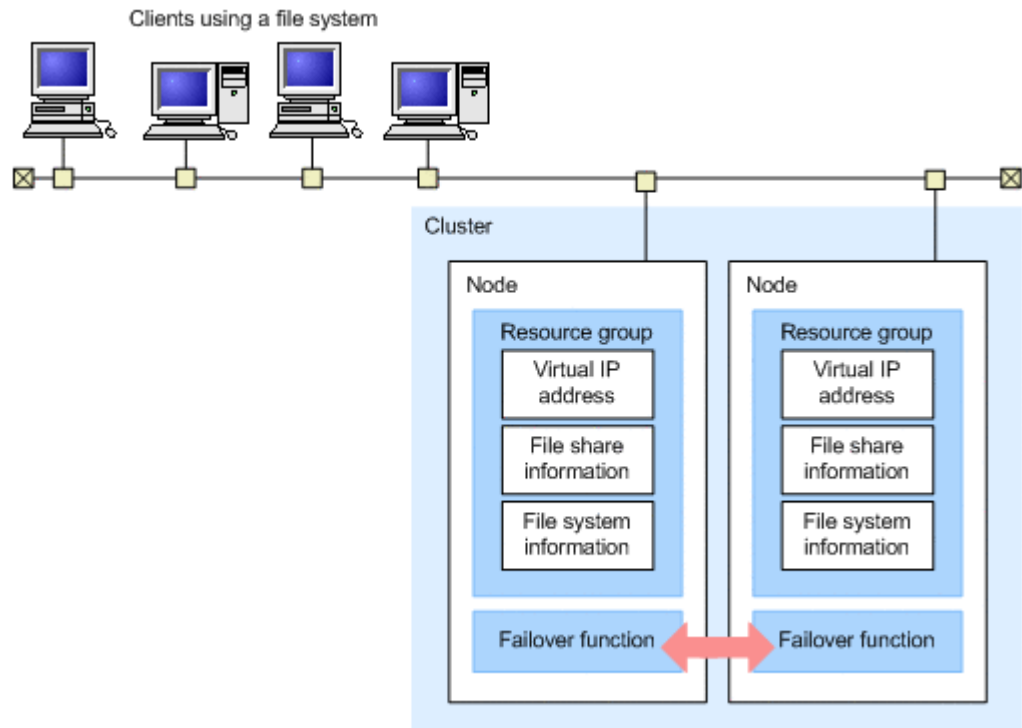 Clients using a file system
Cluster
Node
Resource group
Virtual IP
address
File share
information
File system
information
Failover function
Node
Resource group
Virtual IP
address
File share
information
File system
information
Failover function